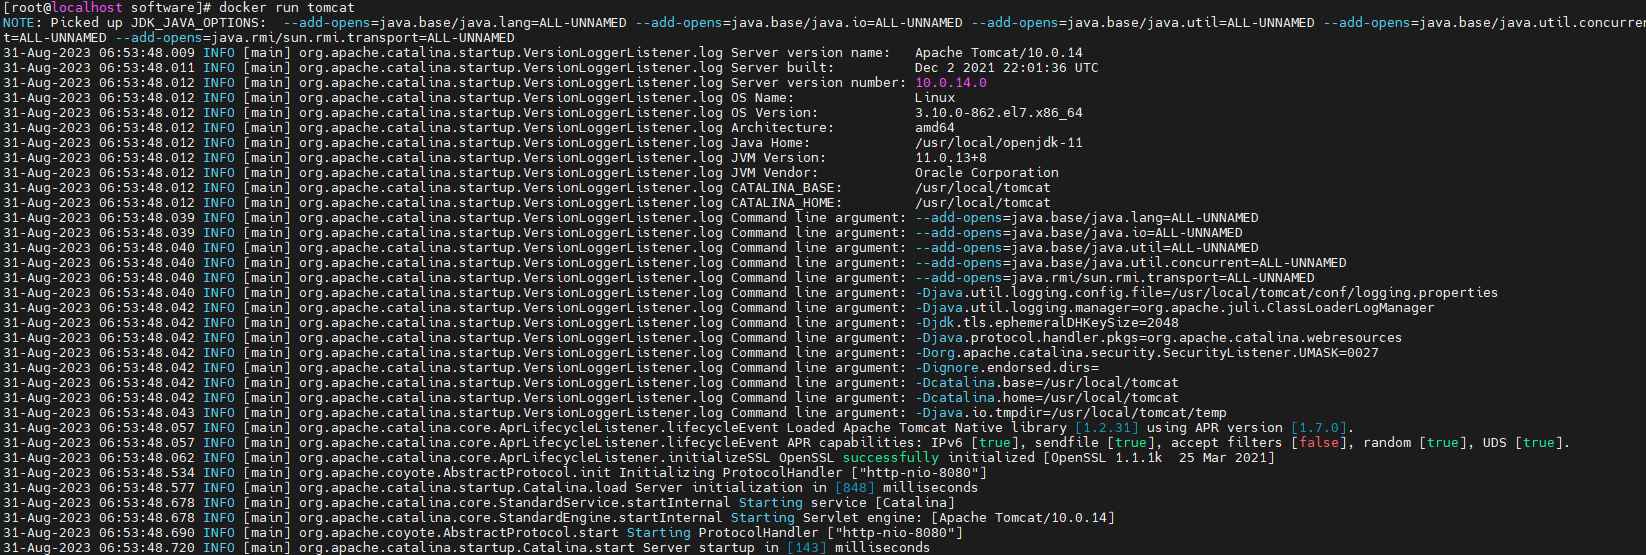 [root@localhost software]# docker run tomcat
NOTE: Picked up JDK_JAVA_OPTIONS:  --add-opens=java.base/java.lang=ALL-UNNAMED --add-opens=java.base/java.io=ALL-UNNAMED --add-opens=java.base/java.util=ALL-UNNAMED --add-opens=java.base/java.util.concurren
t=ALL-UNNAMED --add-opens=java.rmi/sun.rmi.transport=ALL-UNNAMED
31-Aug-2023 06:53:48.009 INFO [main] org.apache.catalina.startup.VersionLoggerListener.log Server version name:   Apache Tomcat/10.0.14
31-Aug-2023 06:53:48.011 INFO [main] org.apache.catalina.startup.VersionLoggerListener.log Server built:          Dec 2 2021 22:01:36 UTC
31-Aug-2023 06:53:48.012 INFO [main] org.apache.catalina.startup.VersionLoggerListener.log Server version number: 10.0.14.0
31-Aug-2023 06:53:48.012 INFO [main] org.apache.catalina.startup.VersionLoggerListener.log OS Name:               Linux
31-Aug-2023 06:53:48.012 INFO [main] org.apache.catalina.startup.VersionLoggerListener.log OS Version:            3.10.0-862.el7.x86_64
31-Aug-2023 06:53:48.012 INFO [main] org.apache.catalina.startup.VersionLoggerListener.log Architecture:          amd64
31-Aug-2023 06:53:48.012 INFO [main] org.apache.catalina.startup.VersionLoggerListener.log Java Home:             /usr/local/openjdk-11
31-Aug-2023 06:53:48.012 INFO [main] org.apache.catalina.startup.VersionLoggerListener.log JVM Version:           11.0.13+8
31-Aug-2023 06:53:48.012 INFO [main] org.apache.catalina.startup.VersionLoggerListener.log JVM Vendor:            Oracle Corporation
31-Aug-2023 06:53:48.012 INFO [main] org.apache.catalina.startup.VersionLoggerListener.log CATALINA_BASE:         /usr/local/tomcat
31-Aug-2023 06:53:48.012 INFO [main] org.apache.catalina.startup.VersionLoggerListener.log CATALINA_HOME:         /usr/local/tomcat
31-Aug-2023 06:53:48.039 INFO [main] org.apache.catalina.startup.VersionLoggerListener.log Command line argument: --add-opens=java.base/java.lang=ALL-UNNAMED
31-Aug-2023 06:53:48.039 INFO [main] org.apache.catalina.startup.VersionLoggerListener.log Command line argument: --add-opens=java.base/java.io=ALL-UNNAMED
31-Aug-2023 06:53:48.040 INFO [main] org.apache.catalina.startup.VersionLoggerListener.log Command line argument: --add-opens=java.base/java.util=ALL-UNNAMED
31-Aug-2023 06:53:48.040 INFO [main] org.apache.catalina.startup.VersionLoggerListener.log Command line argument: --add-opens=java.base/java.util.concurrent=ALL-UNNAMED
31-Aug-2023 06:53:48.040 INFO [main] org.apache.catalina.startup.VersionLoggerListener.log Command line argument: --add-opens=java.rmi/sun.rmi.transport=ALL-UNNAMED
31-Aug-2023 06:53:48.040 INFO [main] org.apache.catalina.startup.VersionLoggerListener.log Command line argument: -Djava.util.logging.config.file=/usr/local/tomcat/conf/logging.properties
31-Aug-2023 06:53:48.042 INFO [main] org.apache.catalina.startup.VersionLoggerListener.log Command line argument: -Djava.util.logging.manager=org.apache.juli.ClassLoaderLogManager
31-Aug-2023 06:53:48.042 INFO [main] org.apache.catalina.startup.VersionLoggerListener.log Command line argument: -Djdk.tls.ephemeralDHKeySize=2048
31-Aug-2023 06:53:48.042 INFO [main] org.apache.catalina.startup.VersionLoggerListener.log Command line argument: -Djava.protocol.handler.pkgs=org.apache.catalina.webresources
31-Aug-2023 06:53:48.042 INFO [main] org.apache.catalina.startup.VersionLoggerListener.log Command line argument: -Dorg.apache.catalina.security.SecurityListener.UMASK=0027
31-Aug-2023 06:53:48.042 INFO [main] org.apache.catalina.startup.VersionLoggerListener.log Command line argument: -Dignore.endorsed.dirs=
31-Aug-2023 06:53:48.042 INFO [main] org.apache.catalina.startup.VersionLoggerListener.log Command line argument: -Dcatalina.base=/usr/local/tomcat
31-Aug-2023 06:53:48.042 INFO [main] org.apache.catalina.startup.VersionLoggerListener.log Command line argument: -Dcatalina.home=/usr/local/tomcat
31-Aug-2023 06:53:48.043 INFO [main] org.apache.catalina.startup.VersionLoggerListener.log Command line argument: -Djava.io.tmpdir=/usr/local/tomcat/temp
31-Aug-2023 06:53:48.057 INFO [main] org.apache.catalina.core.AprLifecycleListener.lifecycleEvent Loaded Apache Tomcat Native library [1.2.31] using APR version [1.7.0].
31-Aug-2023 06:53:48.057 INFO [main] org.apache.catalina.core.AprLifecycleListener.lifecycleEvent APR capabilities: IPv6 [true], sendfile [true], accept filters [false], random [true], UDS [true].
31-Aug-2023 06:53:48.062 INFO [main] org.apache.catalina.core.AprLifecycleListener.initializeSSL OpenSSL successfully initialized [OpenSSL 1.1.1k  25 Mar 2021]
31-Aug-2023 06:53:48.534 INFO [main] org.apache.coyote.AbstractProtocol.init Initializing ProtocolHandler ["http-nio-8080"]
31-Aug-2023 06:53:48.577 INFO [main] org.apache.catalina.startup.Catalina.load Server initialization in [848] milliseconds
31-Aug-2023 06:53:48.678 INFO [main] org.apache.catalina.core.StandardService.startInternal Starting service [Catalina]
31-Aug-2023 06:53:48.678 INFO [main] org.apache.catalina.core.StandardEngine.startInternal Starting Servlet engine: [Apache Tomcat/10.0.14]
31-Aug-2023 06:53:48.690 INFO [main] org.apache.coyote.AbstractProtocol.start Starting ProtocolHandler ["http-nio-8080"]
31-Aug-2023 06:53:48.720 INFO [main] org.apache.catalina.startup.Catalina.start Server startup in [143] milliseconds